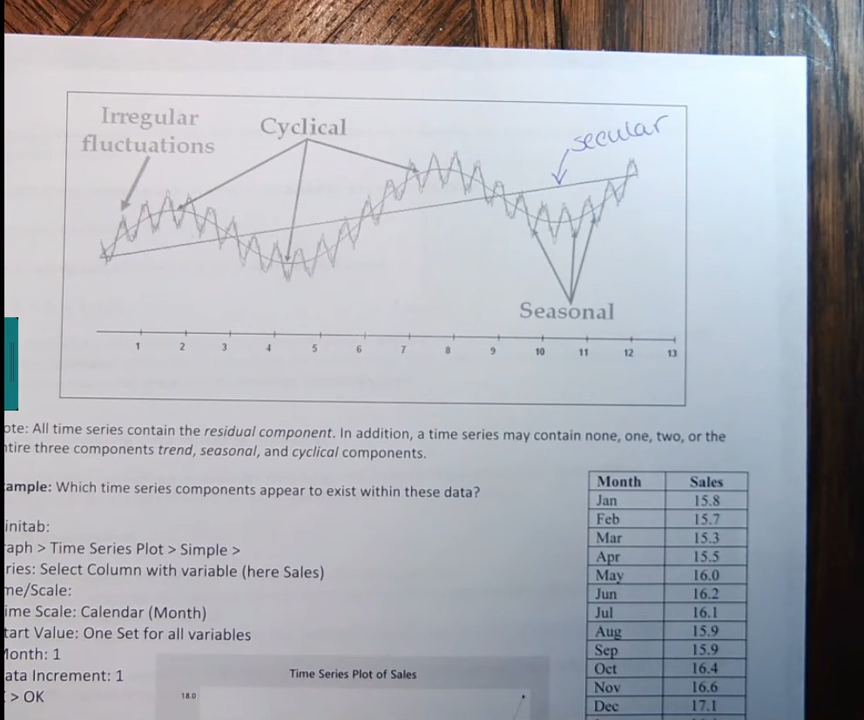 Irregular
fluctuations
Cyclical
secular
Seasonal
1 2 3 4 5 6 7 8 9 10 11 12 13
ote: All time series contain the residual component. In addition, a time series may contain none, one, two, or the
ntire three components trend, seasonal, and cyclical components.
ample: Which time series components appear to exist within these data?
initab:
raph > Time Series Plot > Simple >
ries: Select Column with variable (here Sales)
me/Scale:
ime Scale: Calendar (Month)
tart Value: One Set for all variables
Month: 1
ata Increment: 1
> OK
Time Series Plot of Sales
18.0
Month Sales
Jan 15.8
Feb 15.7
Mar 15.3
Apr 15.5
May 16.0
Jun 16.2
Jul 16.1
Aug 15.9
Sep 15.9
Oct 16.4
Nov 16.6
Dec 17.1